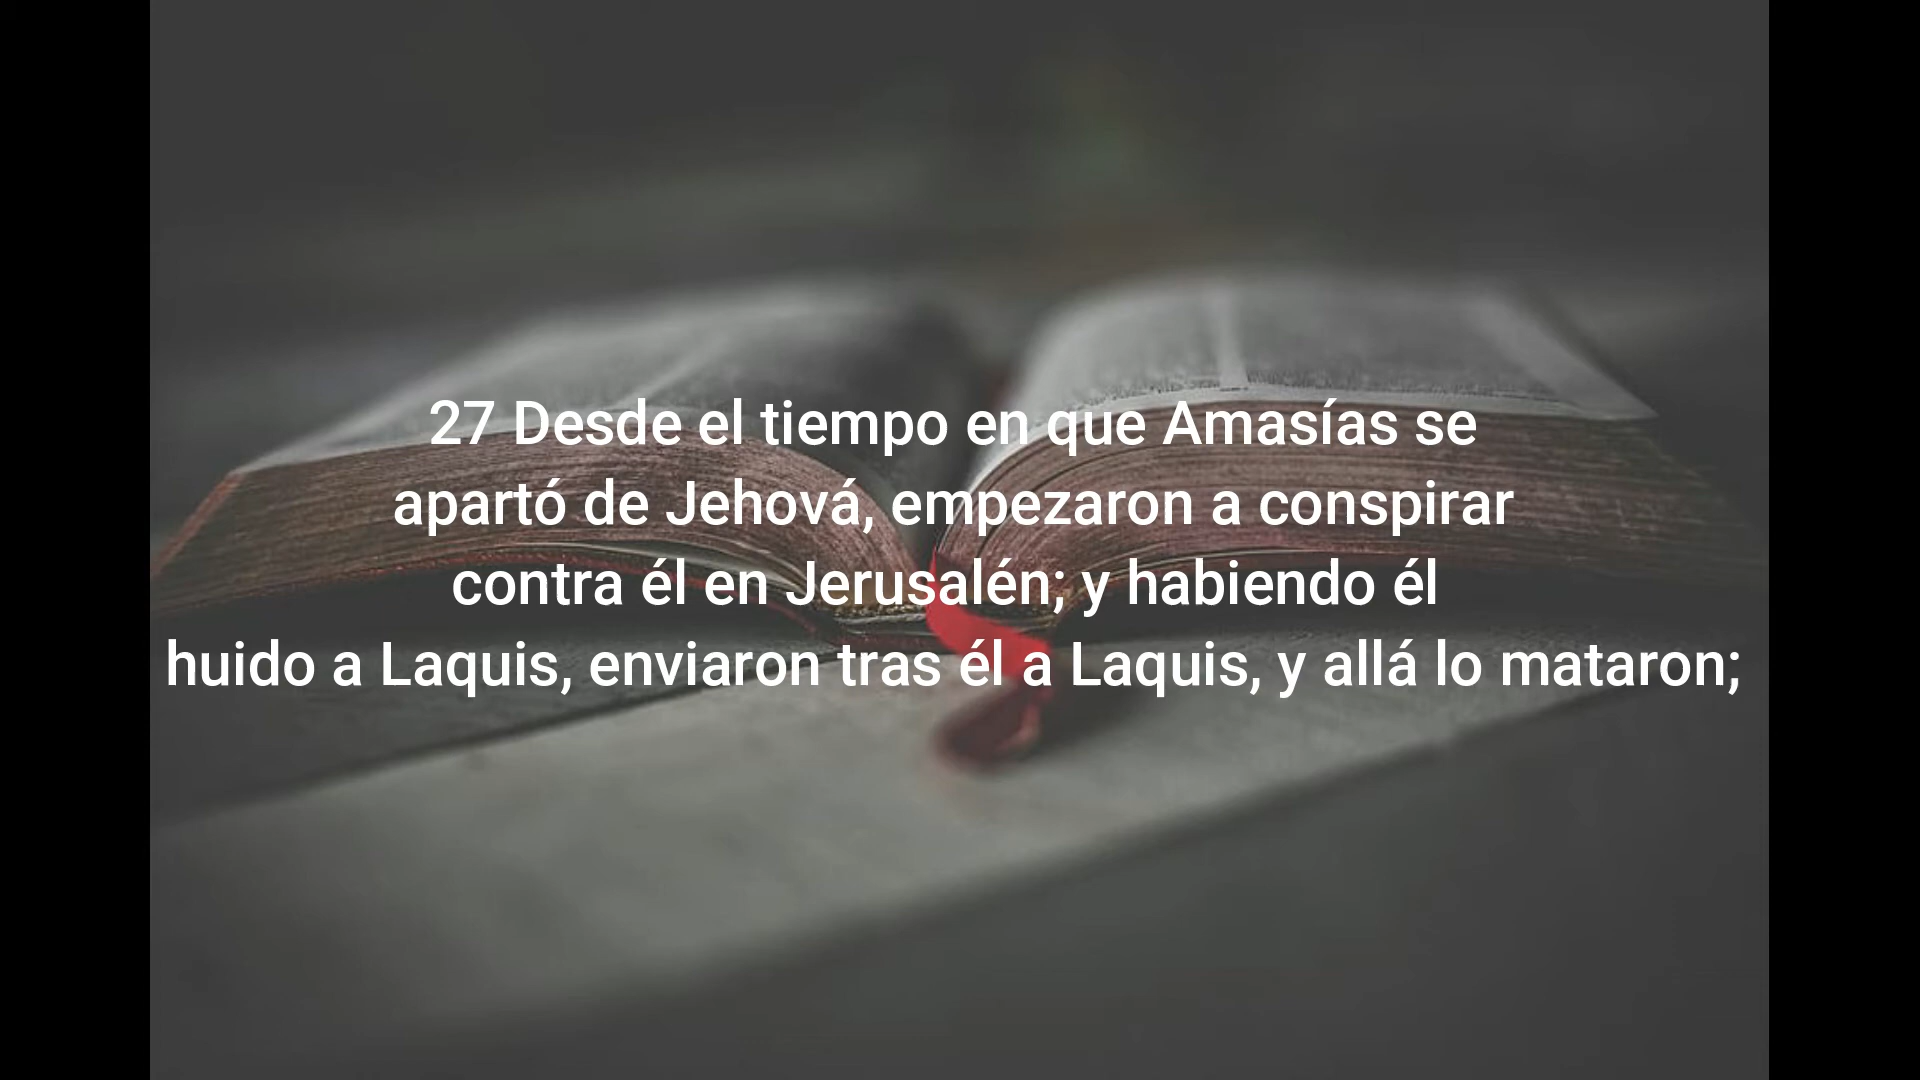 27 Desde el tiempo en que Amasías se
apartó de Jehová, empezaron a conspirar
contra él en Jerusalén; y habiendo él
huido a Laquis, enviaron tras él a Laquis, y allá lo mataron;